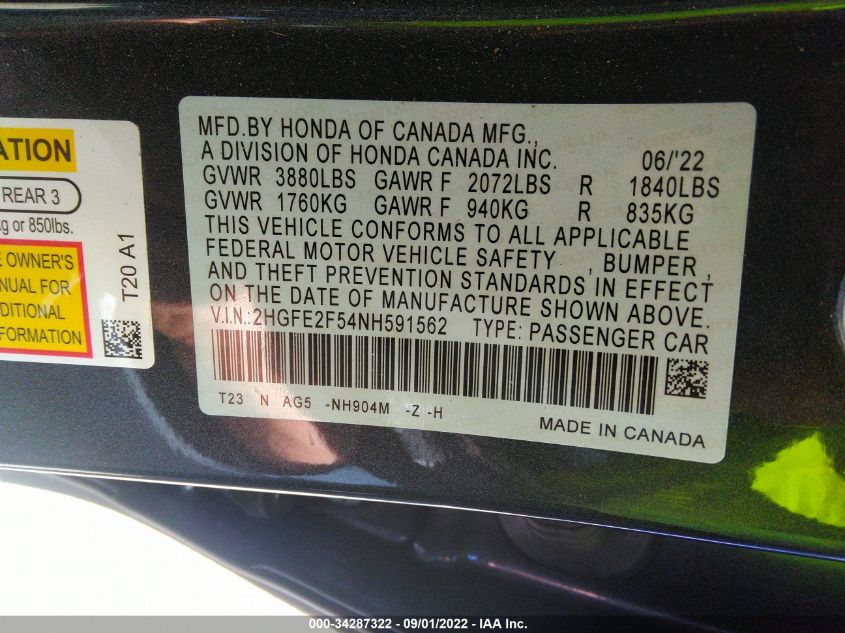 ATION
REAR 3
kg or 850lbs.
E OWNER'S
NUAL FOR
DITIONAL
T20 A1
MFD.BY HONDA OF CANADA MFG.,
A DIVISION OF HONDA CANADA INC. 06/'22
GVWR 3880LBS GAWR F 2072LBS R 1840LBS
GVWR 1760KG GAWR F 940KG R 835KG
THIS VEHICLE CONFORMS TO ALL APPLICABLE
FEDERAL MOTOR VEHICLE SAFETY , BUMPER ,
AND THEFT PREVENTION STANDARDS IN EFFECT
ON THE DATE OF MANUFACTURE SHOWN ABOVE.
V.I.N.:2HGFE2F54NH591562 TYPE: PASSENGER CAR
T23 N AG5 -NH904M -Z -H
MADE IN CANADA
000-34287322 - 09/01/2022 - IAA Inc.